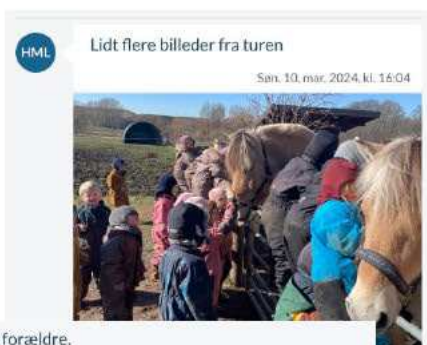 HML
Lidt flere billeder fra turen
Søn. 10. mar. 2024, kl. 16:04
forældre.